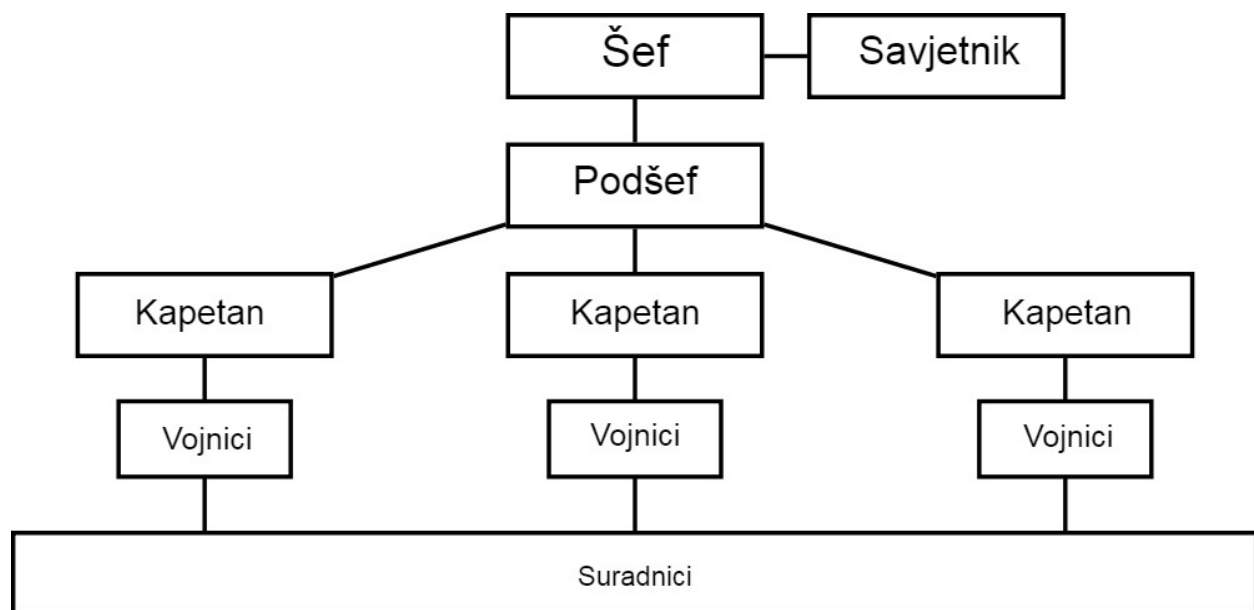 Šef
Savjetnik
Podšef
Kapetan
Kapetan
Kapetan
Vojnici
Vojnici
Vojnici
Suradnici